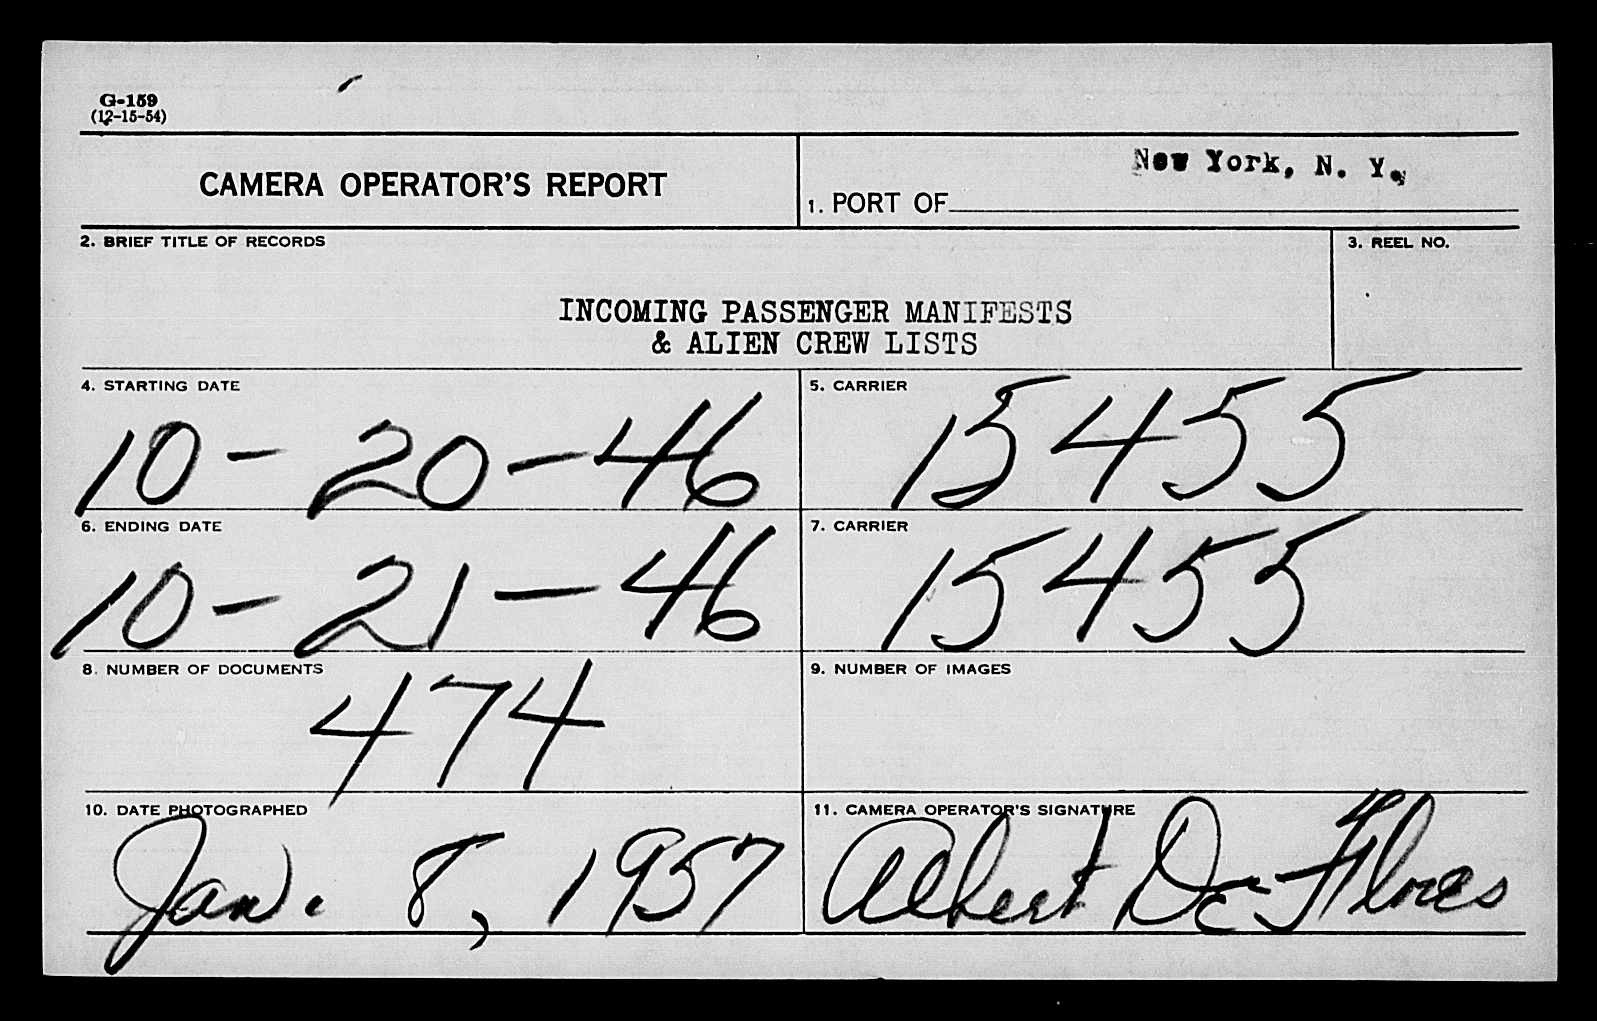 G-159
(12-15-54)
CAMERA OPERATOR'S REPORT
New York, N. Y.
1. PORT OF
2. BRIEF TITLE OF RECORDS
3. REEL NO.
INCOMING PASSENGER MANIFESTS
& ALIEN CREW LISTS
4. STARTING DATE
10-20-46
5. CARRIER
15455
6. ENDING DATE
10-21-46
7. CARRIER
15455
8. NUMBER OF DOCUMENTS
474
9. NUMBER OF IMAGES
10. DATE PHOTOGRAPHED
Jan. 8, 1957
11. CAMERA OPERATOR'S SIGNATURE
Albert De Flores